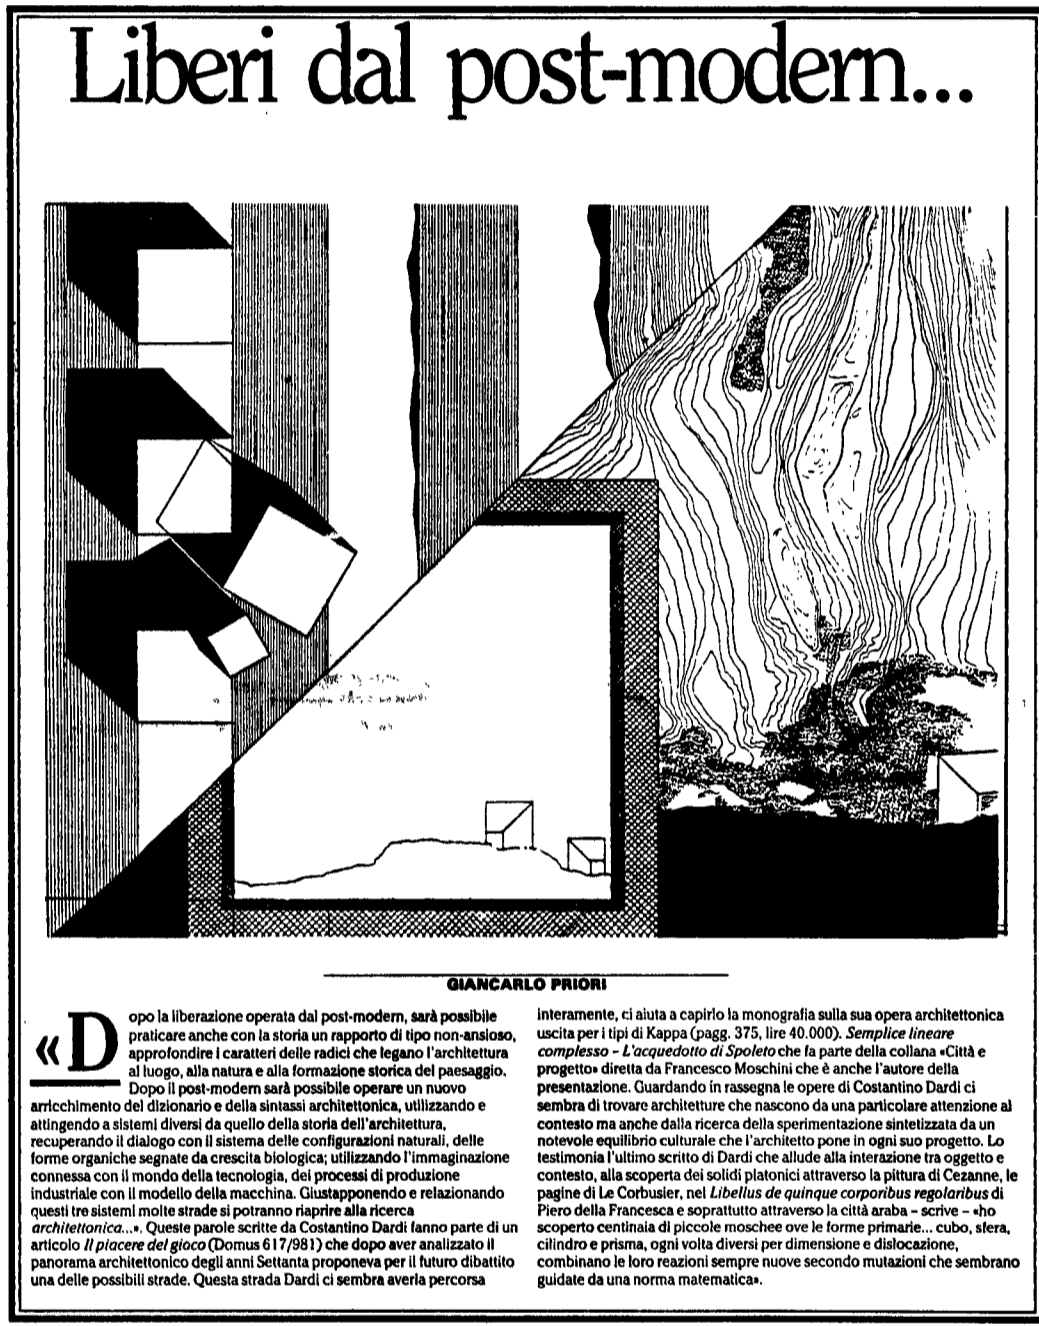 Liberi dal post-modern...
GIANCARLO PRIORI
«Dopo la liberazione operata dal post-modern, sarà possibile
praticare anche con la storia un rapporto di tipo non-ansioso,
approfondire i caratteri delle radici che legano l'architettura
al luogo, alla natura e alla formazione storica del paesaggio.
Dopo il post-modern sarà possibile operare un nuovo
arricchimento del dizionario e della sintassi architettonica, utilizzando e
attingendo a sistemi diversi da quello della storia dell'architettura,
recuperando il dialogo con il sistema delle configurazioni naturali, delle
forme organiche segnate da crescita biologica; utilizzando l'immaginazione
connessa con il mondo della tecnologia, dei processi di produzione
industriale con il modello della macchina. Giustapponendo e relazionando
questi tre sistemi molte strade si potranno riaprire alla ricerca
architettonica...». Queste parole scritte da Costantino Dardi fanno parte di un
articolo Il piacere del gioco (Domus 617/981) che dopo aver analizzato il
panorama architettonico degli anni Settanta proponeva per il futuro dibattito
una delle possibili strade. Questa strada Dardi ci sembra averla percorsa
interamente, ci aiuta a capirlo la monografia sulla sua opera architettonica
uscita per i tipi di Kappa (pagg. 375, lire 40.000). Semplice lineare
complesso – L'acquedotto di Spoleto che fa parte della collana «Città e
progetto» diretta da Francesco Moschini che è anche l'autore della
presentazione. Guardando in rassegna le opere di Costantino Dardi ci
sembra di trovare architetture che nascono da una particolare attenzione al
contesto ma anche dalla ricerca della sperimentazione sintetizzata da un
notevole equilibrio culturale che l'architetto pone in ogni suo progetto. Lo
testimonia l'ultimo scritto di Dardi che allude alla interazione tra oggetto e
contesto, alla scoperta dei solidi platonici attraverso la pittura di Cezanne, le
pagine di Le Corbusier, nel Libellus de quinque corporibus regolaribus di
Piero della Francesca e soprattutto attraverso la città araba – scrive – «ho
scoperto centinaia di piccole moschee ove le forme primarie... cubo, sfera,
cilindro e prisma, ogni volta diversi per dimensione e dislocazione,
combinano le loro reazioni sempre nuove secondo mutazioni che sembrano
guidate da una norma matematica».